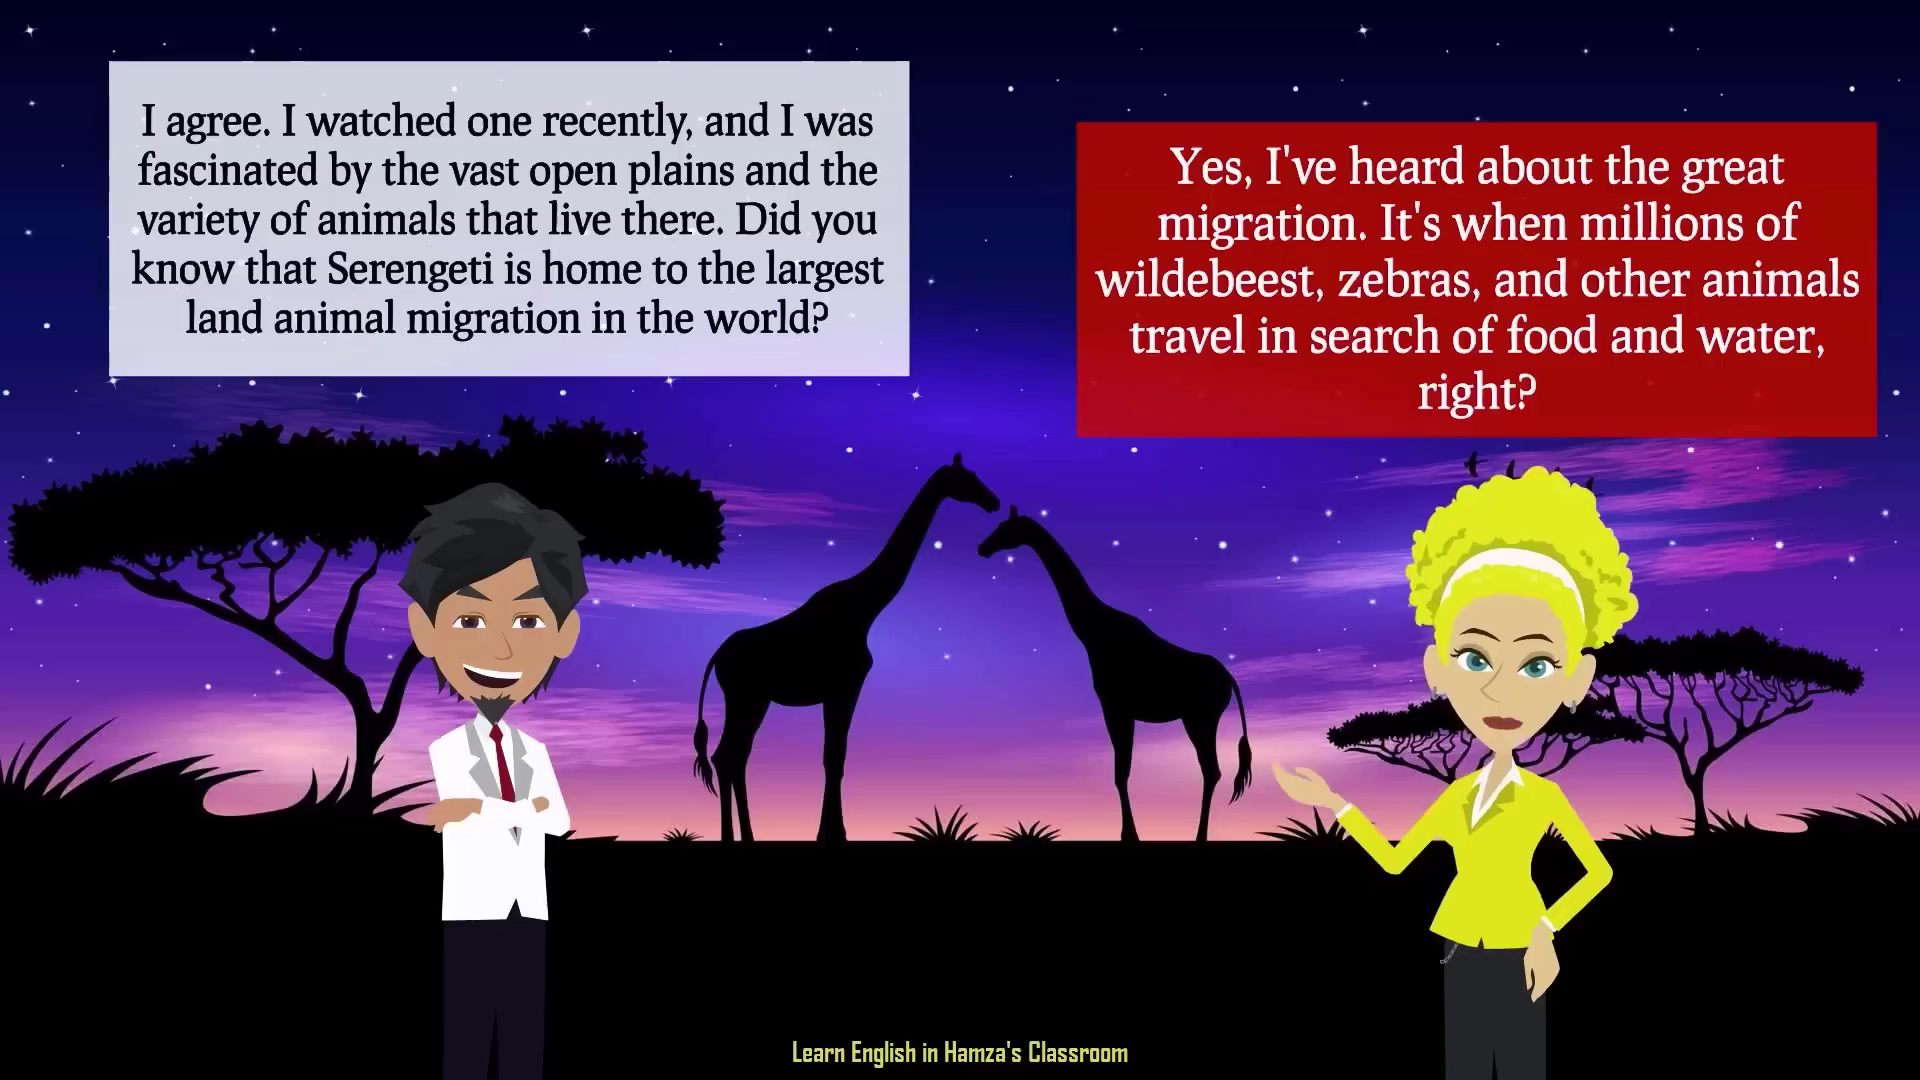 I agree. I watched one recently, and I was
fascinated by the vast open plains and the
variety of animals that live there. Did you
know that Serengeti is home to the largest
land animal migration in the world?
Yes, I've heard about the great
migration. It's when millions of
wildebeest, zebras, and other animals
travel in search of food and water,
right?
Learn English in Hamza's Classroom